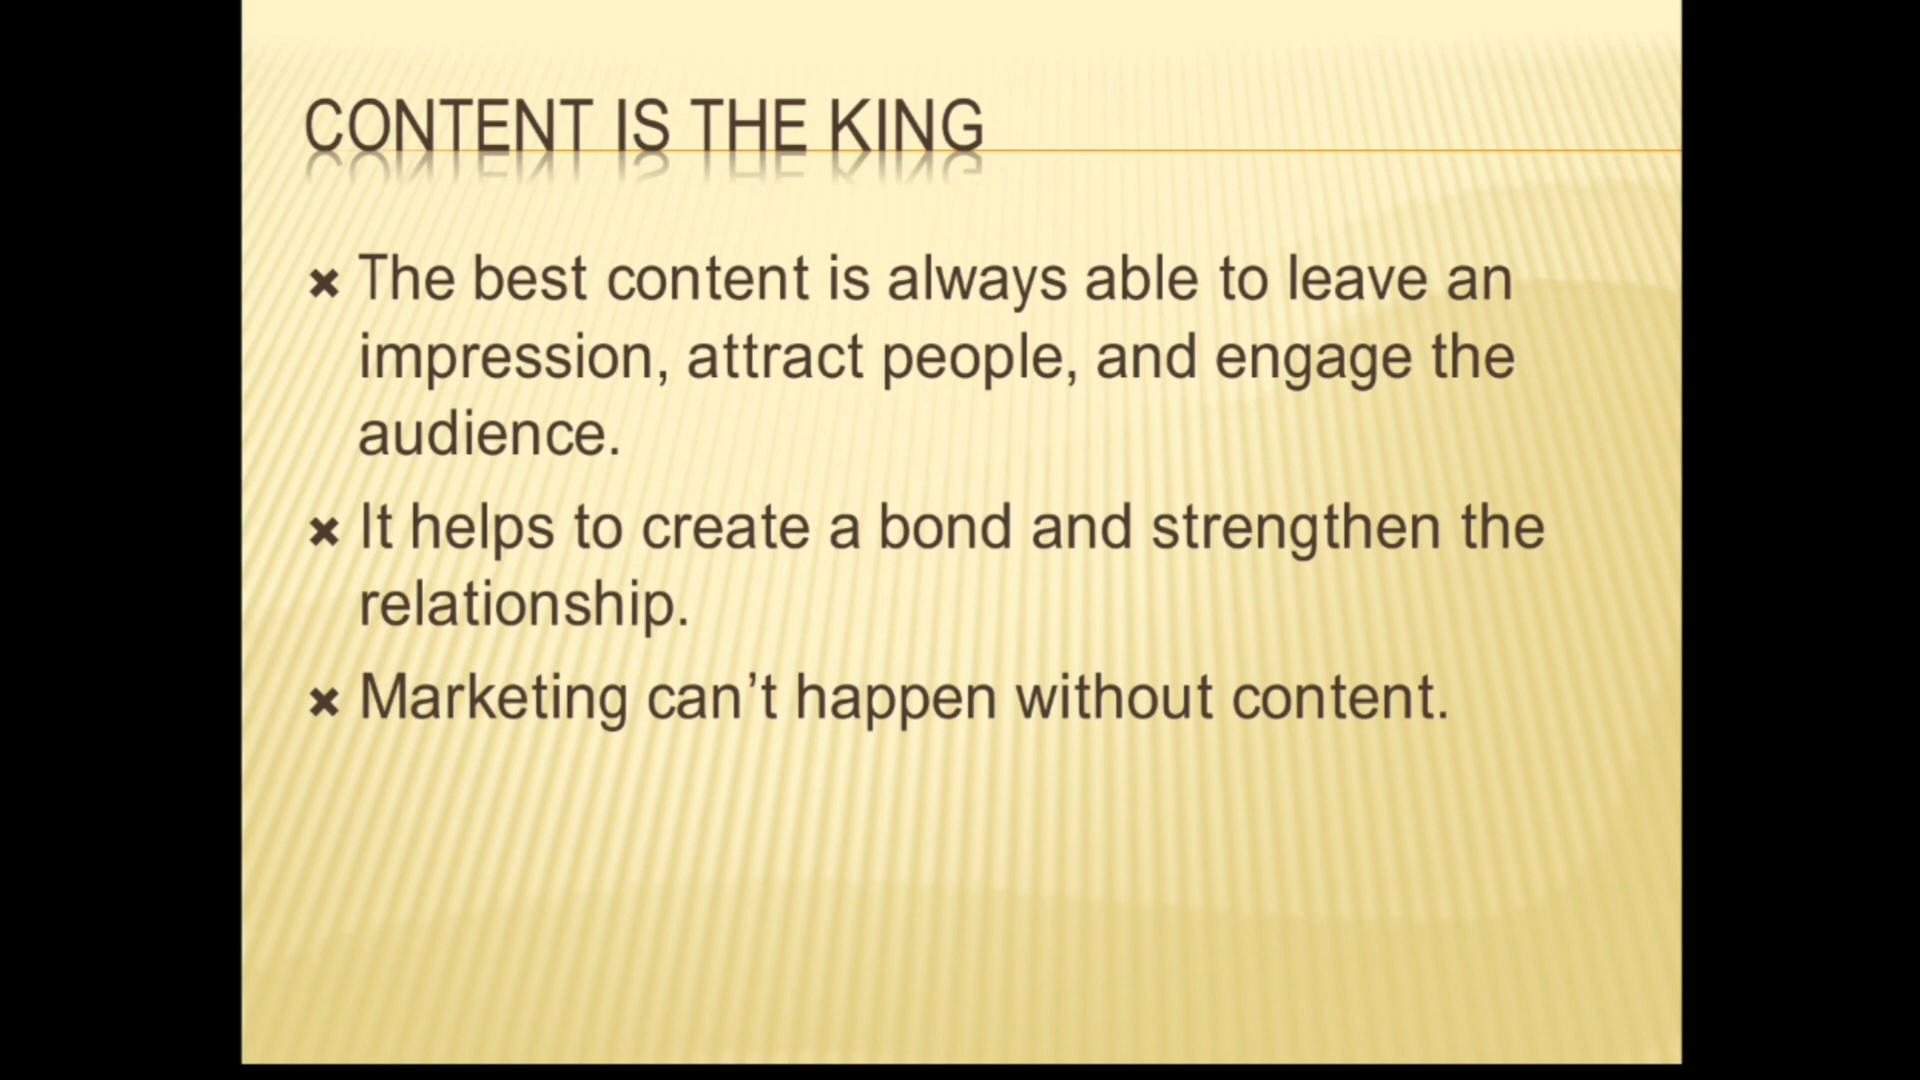 CONTENT IS THE KING
✖ The best content is always able to leave an
impression, attract people, and engage the
audience.
✖ It helps to create a bond and strengthen the
relationship.
✖ Marketing can’t happen without content.